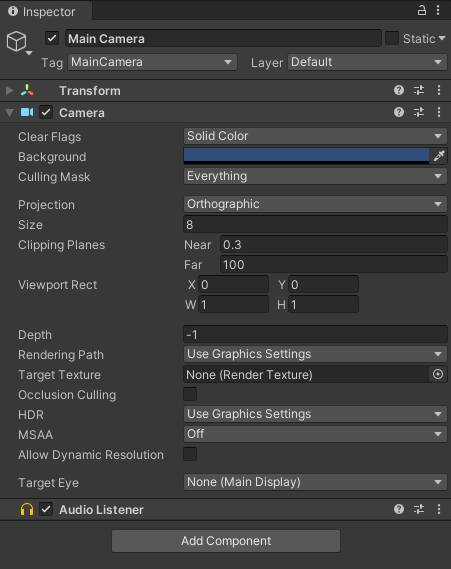 Inspector
Main Camera Static
Tag MainCamera Layer Default
Transform
Camera
Clear Flags Solid Color
Background
Culling Mask Everything
Projection Orthographic
Size 8
Clipping Planes Near 0.3
Far 100
Viewport Rect X 0 Y 0
W 1 H 1
Depth -1
Rendering Path Use Graphics Settings
Target Texture None (Render Texture)
Occlusion Culling
HDR Use Graphics Settings
MSAA Off
Allow Dynamic Resolution
Target Eye None (Main Display)
Audio Listener
Add Component